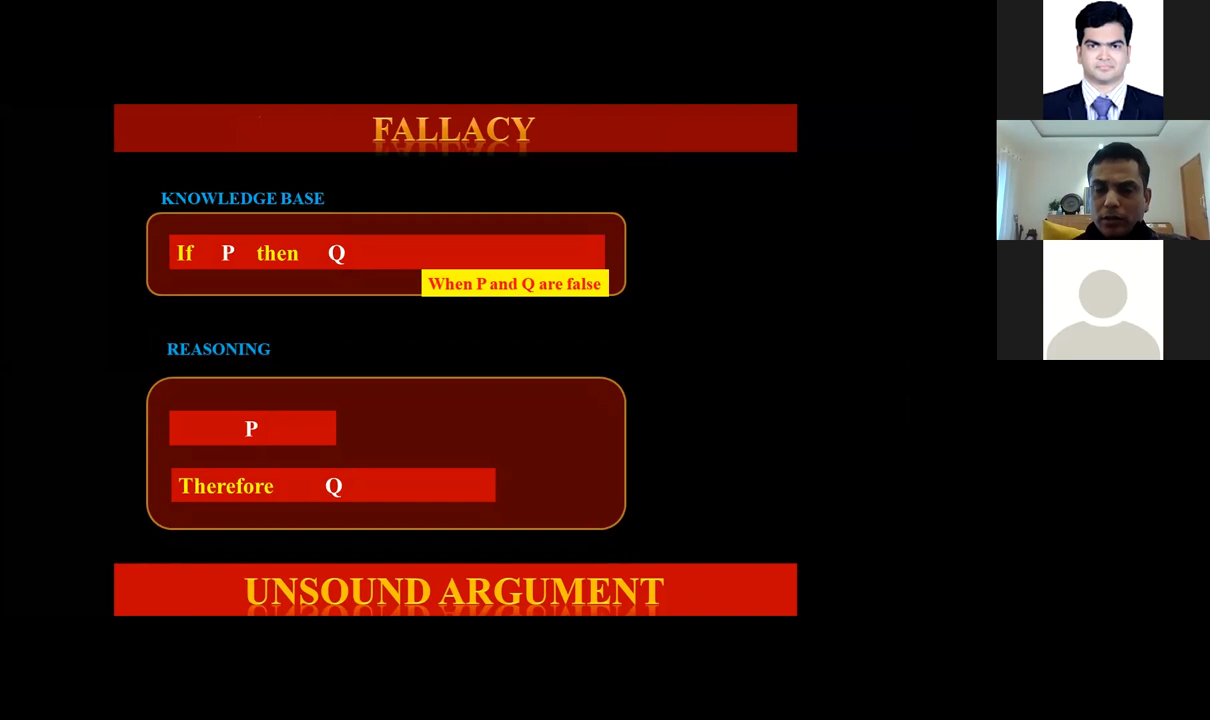 FALLACY
KNOWLEDGE BASE
If P then Q
When P and Q are false
REASONING
P
Therefore Q
UNSOUND ARGUMENT